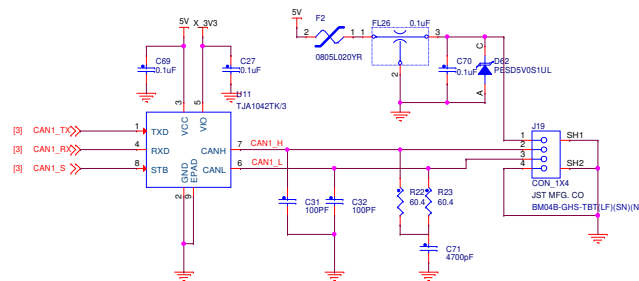 5V X_3V3
5V
F2
2 1
0805L020YR
FL26 0.1uF
1 3
2
C69
0.1uF
C27
0.1uF
C70
0.1uF
C
D62
PESD5V0S1UL
A
U11
TJA1042TK/3
3 5
VCC VIO
[3] CAN1_TX 1 TXD
[3] CAN1_RX 4 RXD
[3] CAN1_S 8 STB
CANH 7 CAN1_H
CANL 6 CAN1_L
GND EPAD
2 9
C31
100PF
C32
100PF
R22
60.4
R23
60.4
C71
4700pF
J19
1
2
3
4
SH1
SH2
CON_1X4
JST MFG. CO
BM04B-GHS-TBT(LF)(SN)(N